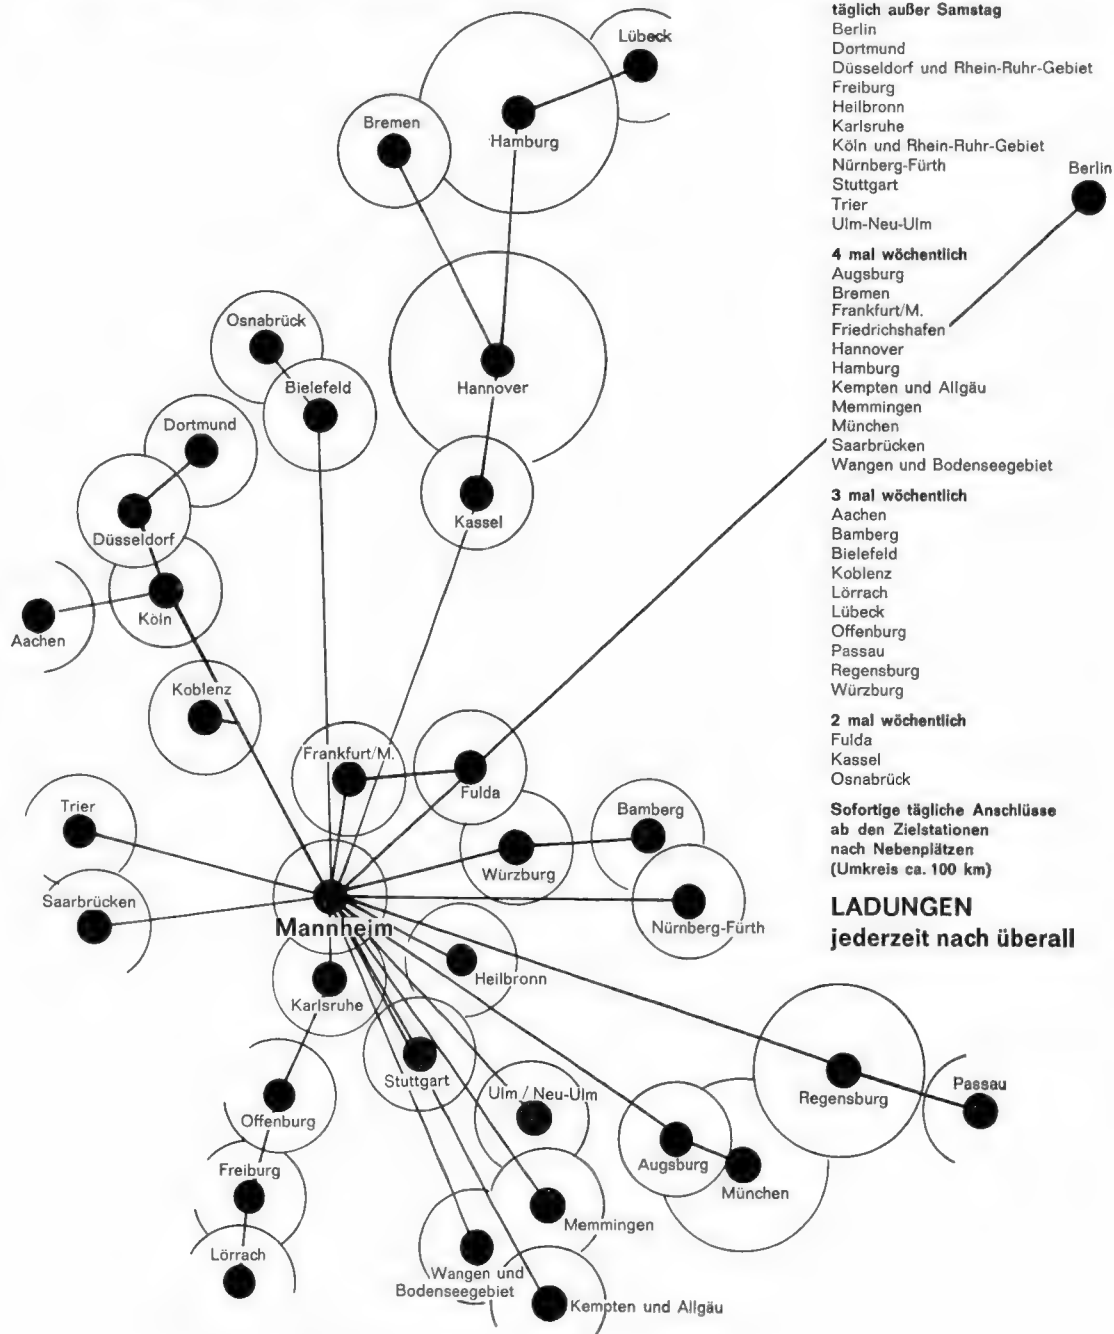 täglich außer Samstag
Berlin
Dortmund
Düsseldorf und Rhein-Ruhr-Gebiet
Freiburg
Heilbronn
Karlsruhe
Köln und Rhein-Ruhr-Gebiet
Nürnberg-Fürth
Stuttgart
Trier
Ulm-Neu-Ulm
4 mal wöchentlich
Augsburg
Bremen
Frankfurt/M.
Friedrichshafen
Hannover
Hamburg
Kempten und Allgäu
Memmingen
München
Saarbrücken
Wangen und Bodenseegebiet
3 mal wöchentlich
Aachen
Bamberg
Bielefeld
Koblenz
Lörrach
Lübeck
Offenburg
Passau
Regensburg
Würzburg
2 mal wöchentlich
Fulda
Kassel
Osnabrück
Sofortige tägliche Anschlüsse
ab den Zielstationen
nach Nebenplätzen
(Umkreis ca. 100 km)
LADUNGEN
jederzeit nach überall
Lübeck
Bremen
Hamburg
Berlin
Osnabrück
Bielefeld
Hannover
Dortmund
Kassel
Düsseldorf
Köln
Aachen
Koblenz
Frankfurt/M.
Fulda
Trier
Bamberg
Würzburg
Saarbrücken
Mannheim
Nürnberg-Fürth
Heilbronn
Karlsruhe
Stuttgart
Ulm / Neu-Ulm
Regensburg
Passau
Offenburg
Augsburg
München
Freiburg
Memmingen
Lörrach
Wangen und
Bodenseegebiet
Kempten und Allgäu